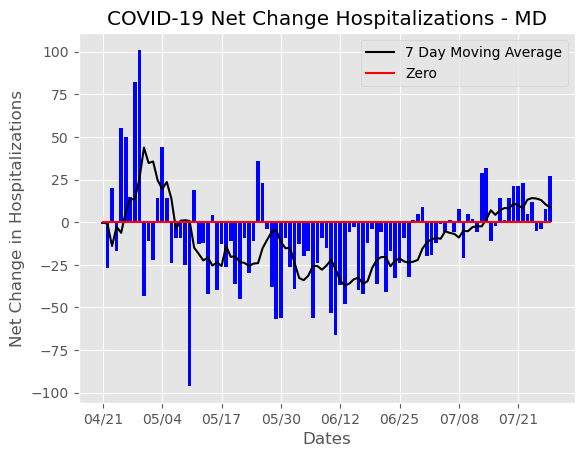 COVID-19 Net Change Hospitalizations - MD
7 Day Moving Average
Zero
Net Change in Hospitalizations
100
75
50
25
0
−25
−50
−75
−100
04/21 05/04 05/17 05/30 06/12 06/25 07/08 07/21
Dates